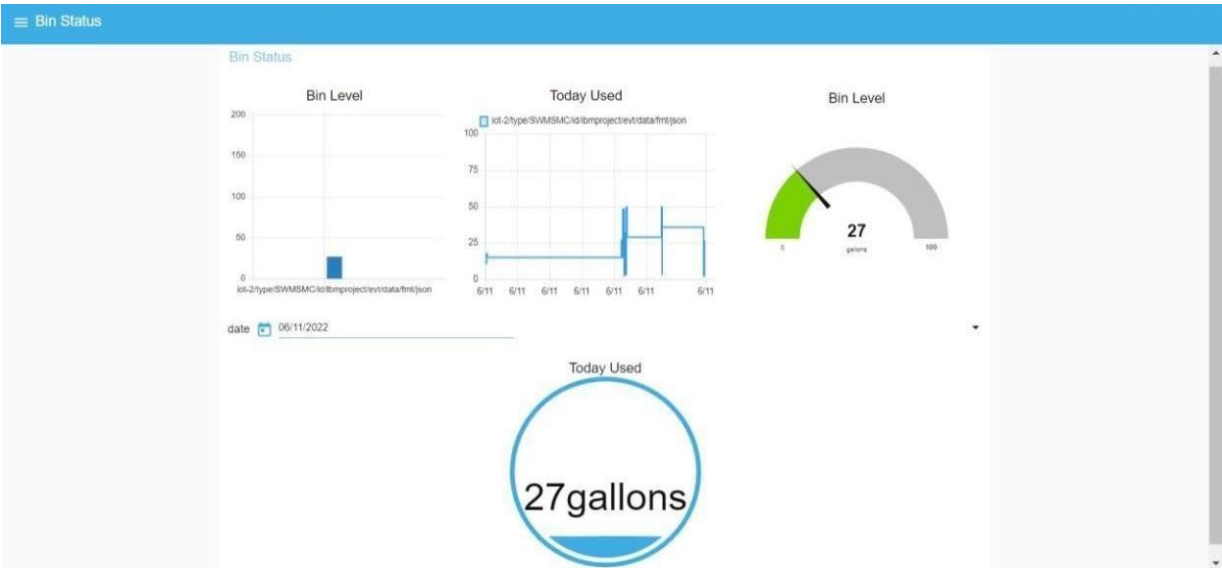 Bin Status
Bin Status
Bin Level
200
150
100
50
0
iot-2/type/SWMSMC/id/ibmproject/evt/data/fmt/json
Today Used
iot-2/type/SWMSMC/id/ibmproject/evt/data/fmt/json
100
75
50
25
0
6/11 6/11 6/11 6/11 6/11 6/11 6/11
Bin Level
27
gallons
0 100
date 06/11/2022
Today Used
27gallons